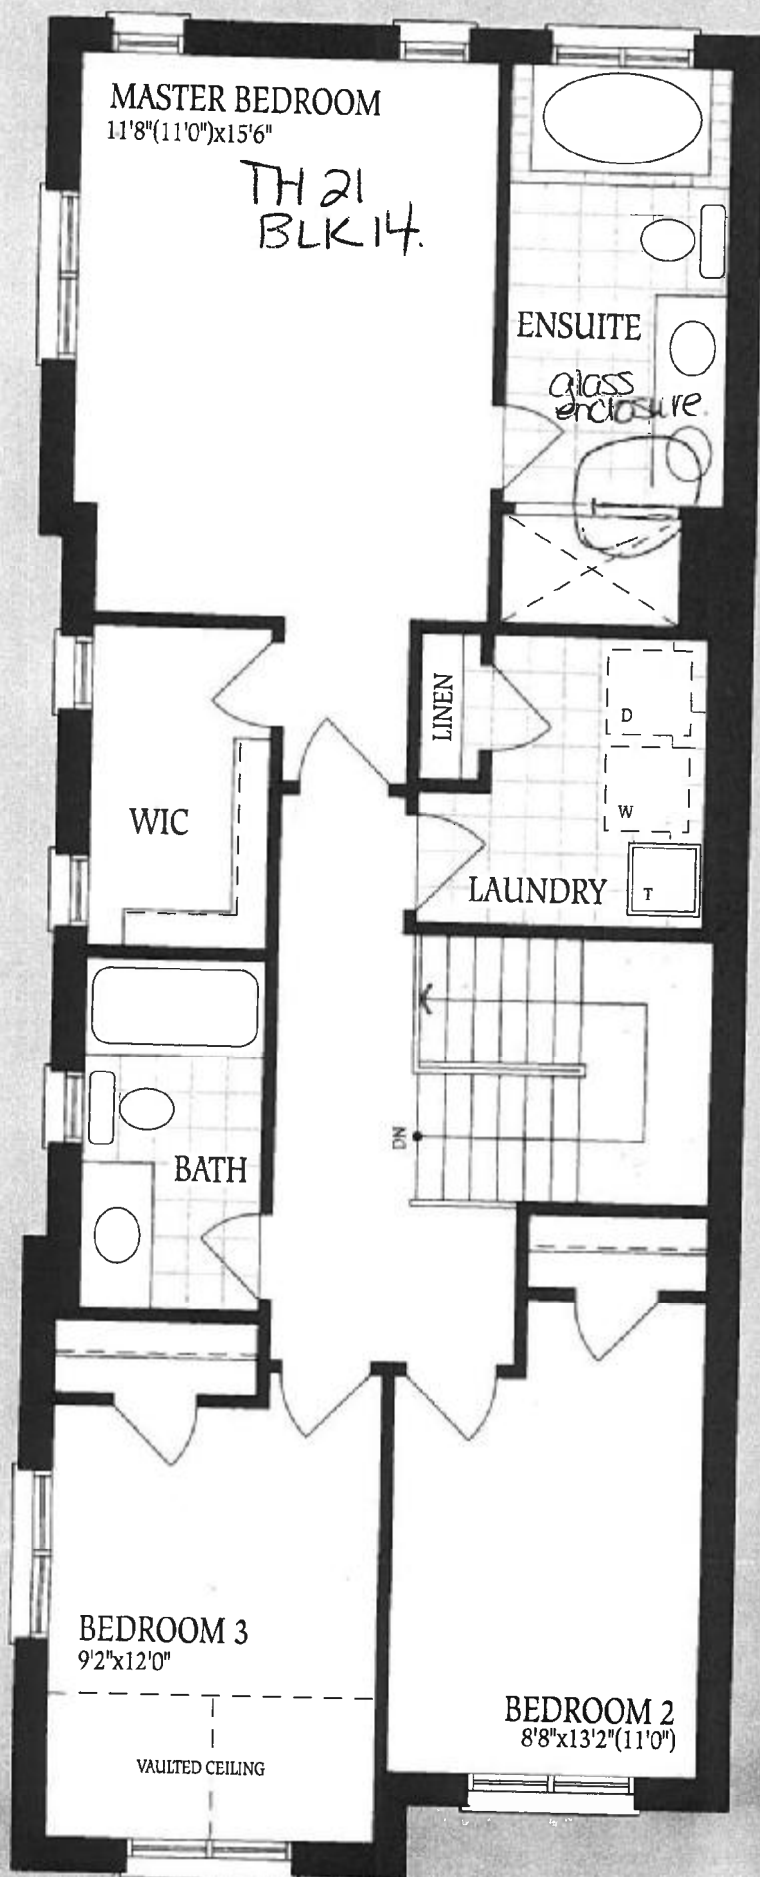 MASTER BEDROOM
11'8"(11'0")x15'6"
TH 21
BLK 14.
ENSUITE
glass
enclosure.
LINEN
D
W
T
WIC
LAUNDRY
DN
BATH
BEDROOM 3
9'2"x12'0"
VAULTED CEILING
BEDROOM 2
8'8"x13'2"(11'0")